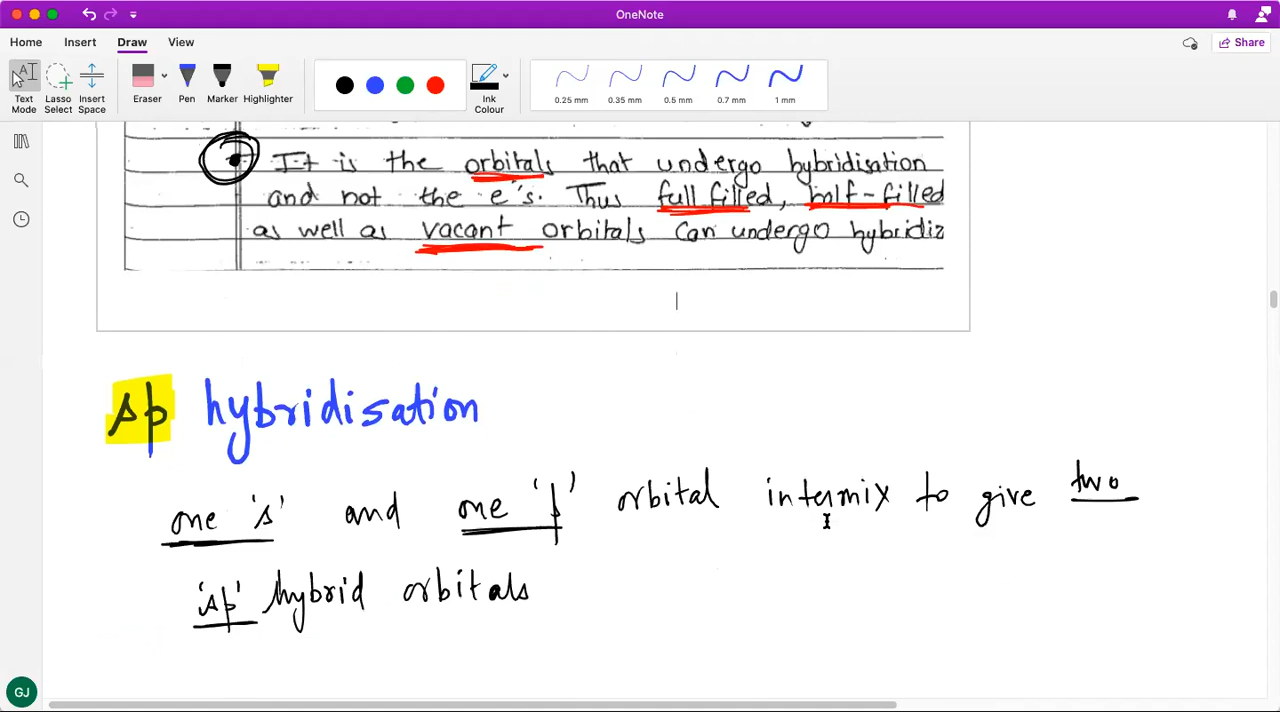 OneNote
Home Insert Draw View
Share
Text Mode
Lasso Select
Insert Space
Eraser
Pen
Marker
Highlighter
Ink Colour
0.25 mm
0.35 mm
0.5 mm
0.7 mm
1 mm
It is the orbitals that undergo hybridisation
and not the e's. Thus full filled, half-filled
as well as vacant orbitals can undergo hybridiz
sp hybridisation
one 's' and one 'p' orbital intermix to give two
'sp' hybrid orbitals
GJ